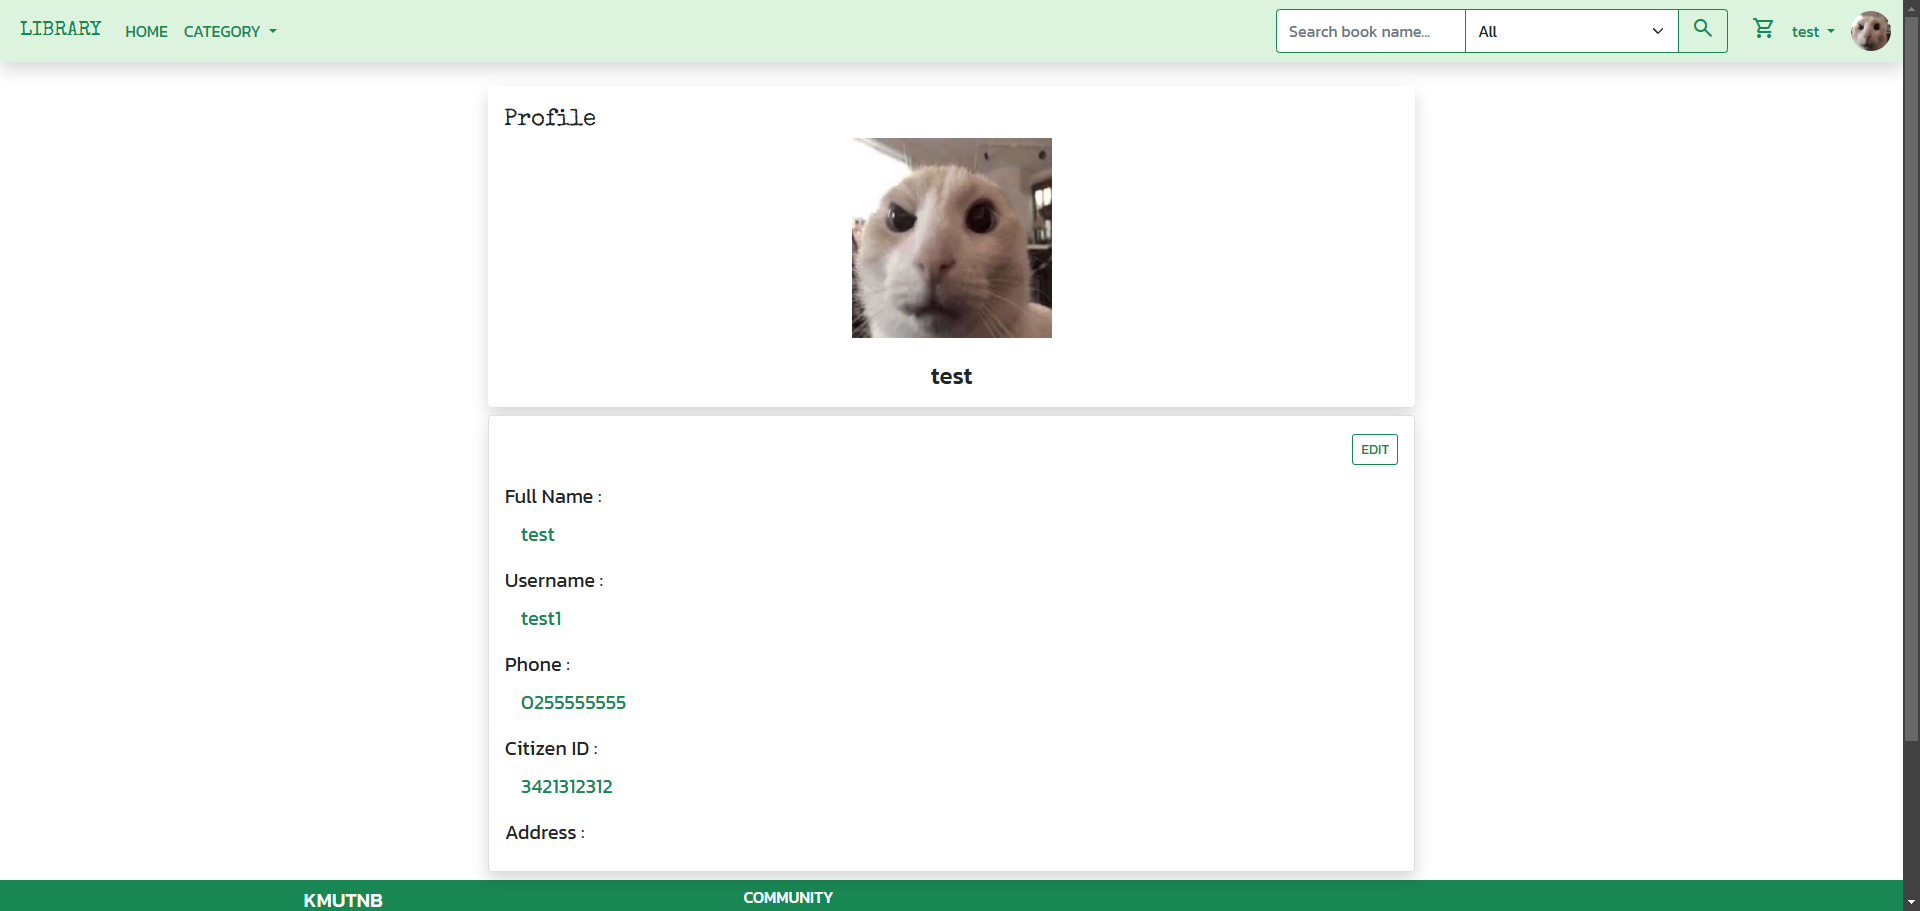 LIBRARY HOME CATEGORY Search book name... All test
Profile
test
EDIT
Full Name :
test
Username :
test1
Phone :
0255555555
Citizen ID :
3421312312
Address :
KMUTNB COMMUNITY